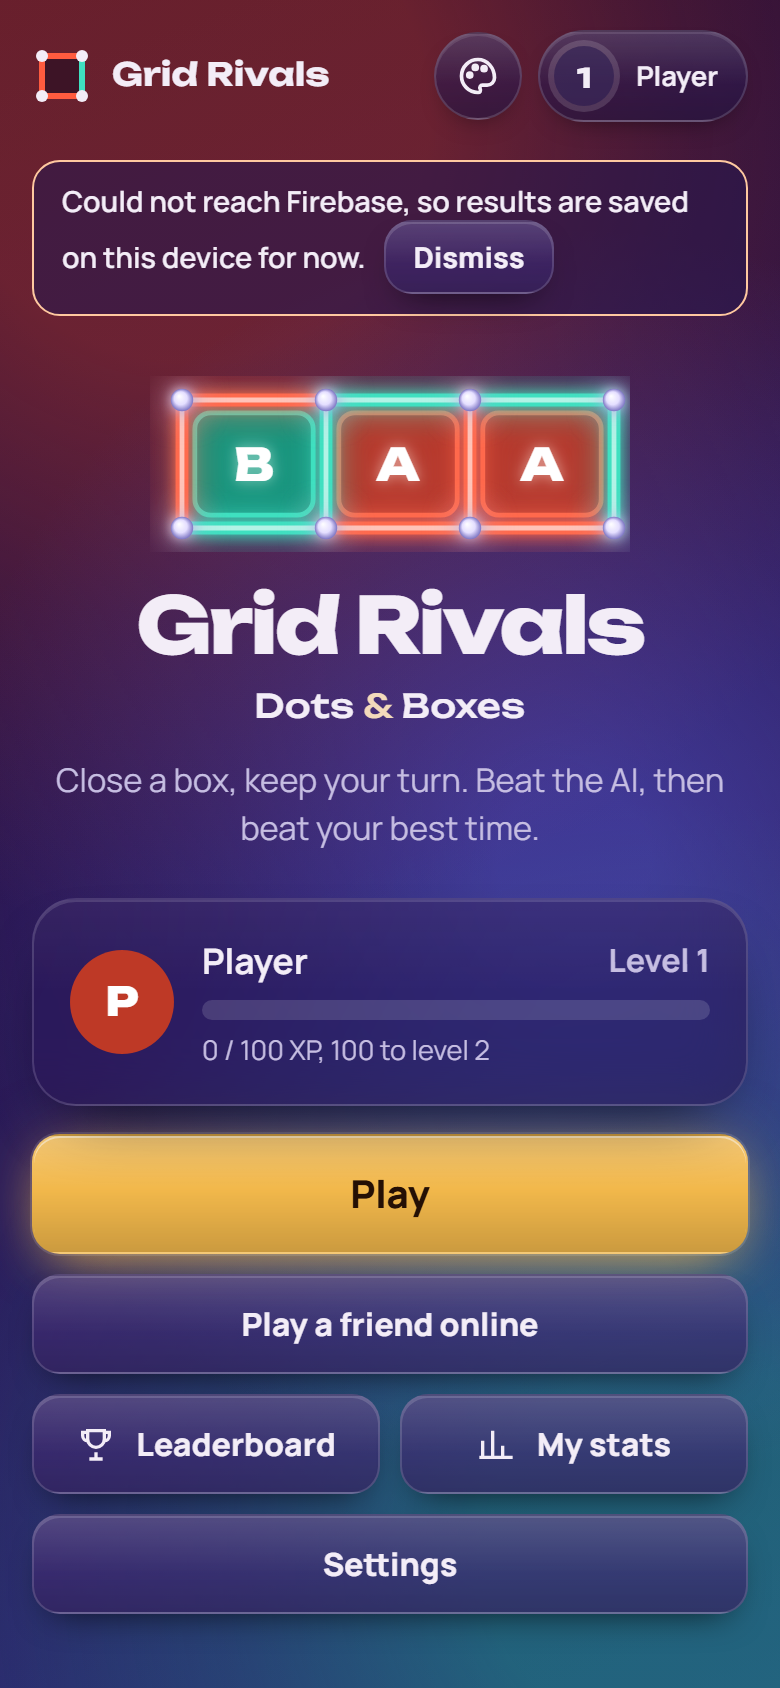 Grid Rivals
1
Player
Could not reach Firebase, so results are saved
on this device for now.
Dismiss
B A A
Grid Rivals
Dots & Boxes
Close a box, keep your turn. Beat the AI, then
beat your best time.
P
Player
Level 1
0 / 100 XP, 100 to level 2
Play
Play a friend online
Leaderboard
My stats
Settings